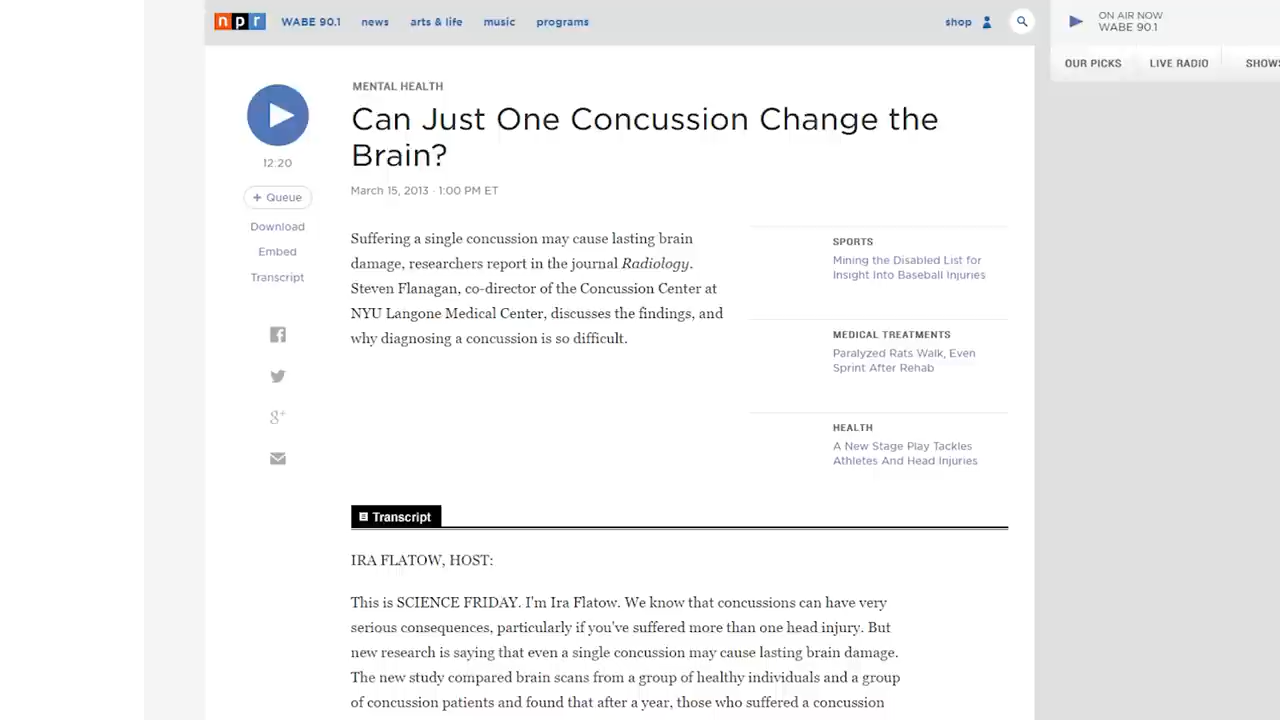 npr WABE 90.1 news arts & life music programs shop
ON AIR NOW
WABE 90.1
OUR PICKS LIVE RADIO SHOWS
MENTAL HEALTH
Can Just One Concussion Change the
Brain?
12:20
March 15, 2013 · 1:00 PM ET
+ Queue
Download
Embed
Transcript
g+
Suffering a single concussion may cause lasting brain
damage, researchers report in the journal Radiology.
Steven Flanagan, co-director of the Concussion Center at
NYU Langone Medical Center, discusses the findings, and
why diagnosing a concussion is so difficult.
SPORTS
Mining the Disabled List for
Insight Into Baseball Injuries
MEDICAL TREATMENTS
Paralyzed Rats Walk, Even
Sprint After Rehab
HEALTH
A New Stage Play Tackles
Athletes And Head Injuries
Transcript
IRA FLATOW, HOST:
This is SCIENCE FRIDAY. I'm Ira Flatow. We know that concussions can have very
serious consequences, particularly if you've suffered more than one head injury. But
new research is saying that even a single concussion may cause lasting brain damage.
The new study compared brain scans from a group of healthy individuals and a group
of concussion patients and found that after a year, those who suffered a concussion